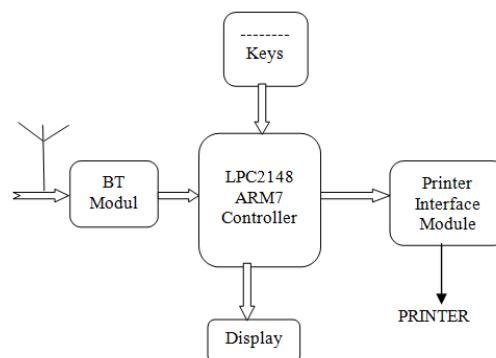 Keys
BT
Modul
LPC2148
ARM7
Controller
Printer
Interface
Module
PRINTER
Display